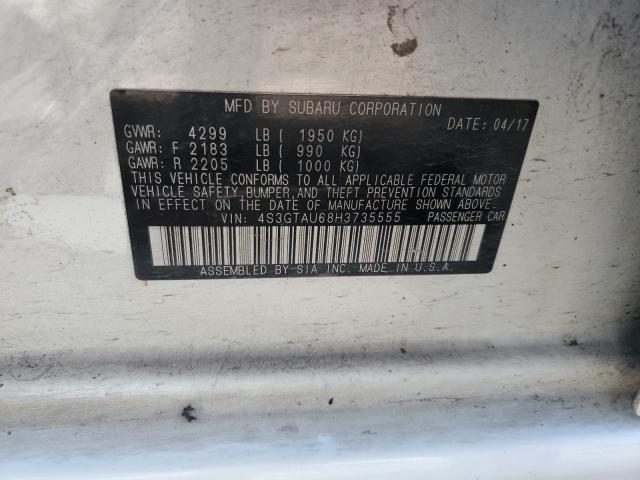 MFD BY SUBARU CORPORATION
DATE: 04/17
GVWR: 4299 LB( 1950 KG)
GAWR: F 2183 LB( 990 KG)
GAWR: R 2205 LB( 1000 KG)
THIS VEHICLE CONFORMS TO ALL APPLICABLE FEDERAL MOTOR
VEHICLE SAFETY, BUMPER, AND THEFT PREVENTION STANDARDS
IN EFFECT ON THE DATE OF MANUFACTURE SHOWN ABOVE.
VIN: 4S3GTAU68H3735555 PASSENGER CAR
ASSEMBLED BY SIA INC. MADE IN U.S.A.